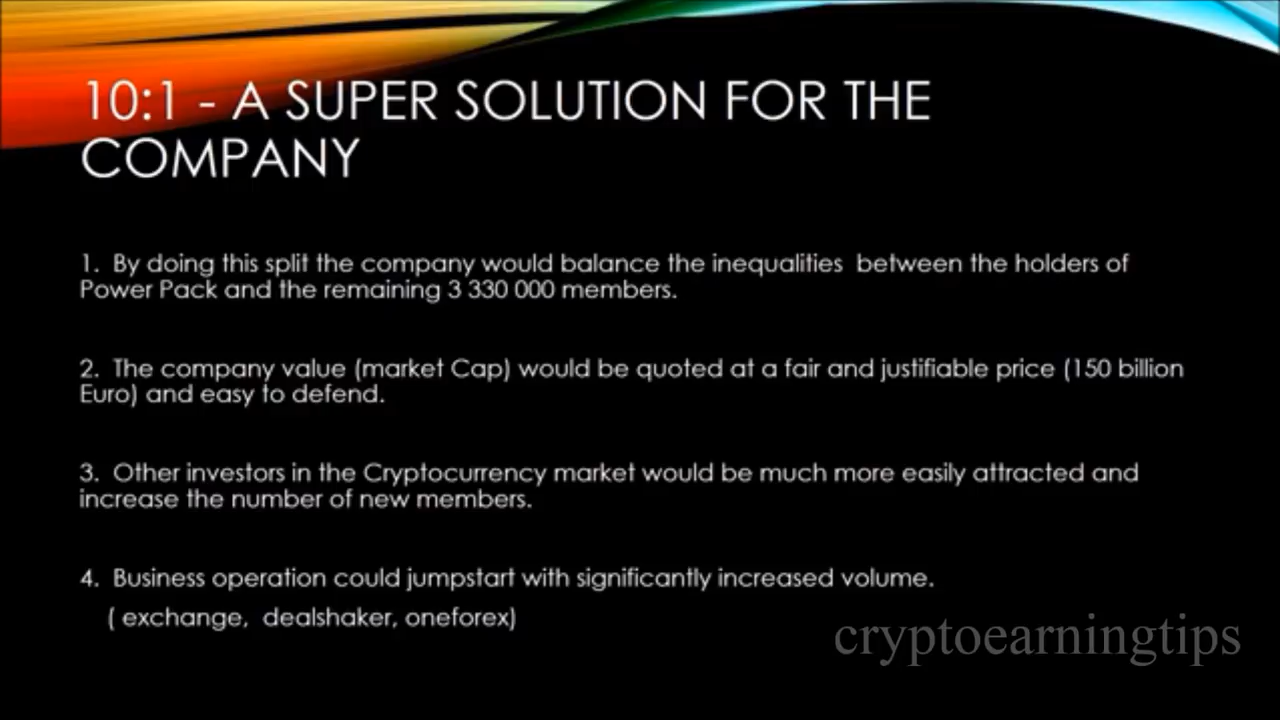 10:1 - A SUPER SOLUTION FOR THE
COMPANY
1. By doing this split the company would balance the inequalities between the holders of
Power Pack and the remaining 3 330 000 members.
2. The company value (market Cap) would be quoted at a fair and justifiable price (150 billion
Euro) and easy to defend.
3. Other investors in the Cryptocurrency market would be much more easily attracted and
increase the number of new members.
4. Business operation could jumpstart with significantly increased volume.
( exchange, dealshaker, oneforex)
cryptoearningtips